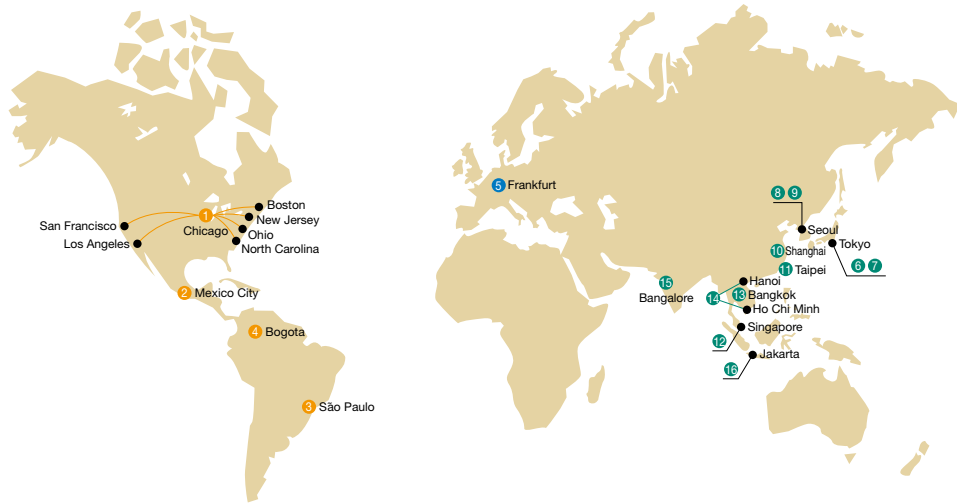 San Francisco
Los Angeles
1
Chicago
Boston
New Jersey
Ohio
North Carolina
2 Mexico City
4 Bogota
3 São Paulo
5 Frankfurt
8 9
Seoul
10 Shanghai
Tokyo
6 7
11 Taipei
15
Bangalore
Hanoi
14
13 Bangkok
Ho Chi Minh
Singapore
12
Jakarta
16